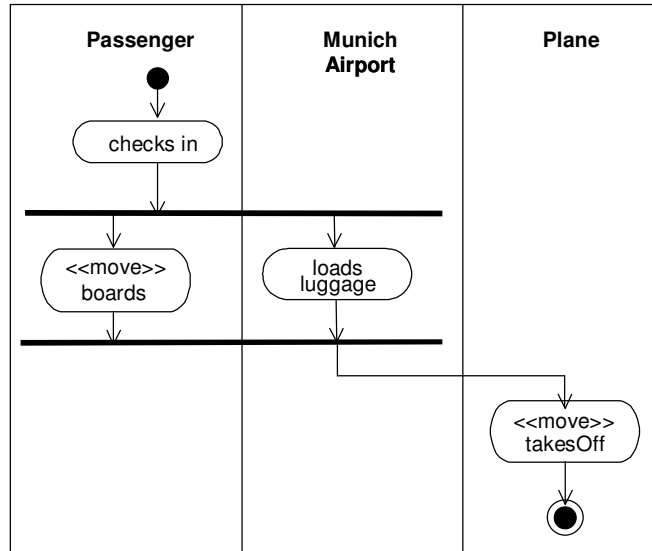 Passenger
Munich
Airport
Plane
checks in
<<move>>
boards
loads
luggage
<<move>>
takesOff